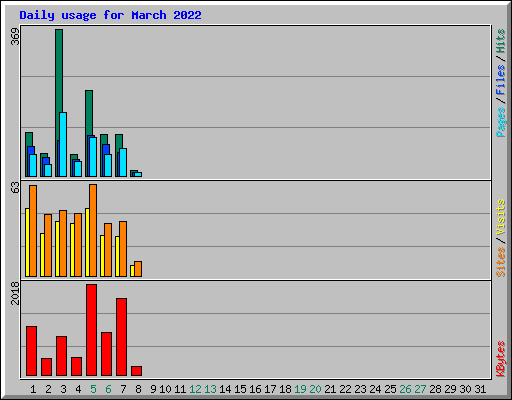 Daily usage for March 2022
369
Pages / Files / Hits
63
Sites / Visits
2018
KBytes
1 2 3 4 5 6 7 8 9 10 11 12 13 14 15 16 17 18 19 20 21 22 23 24 25 26 27 28 29 30 31